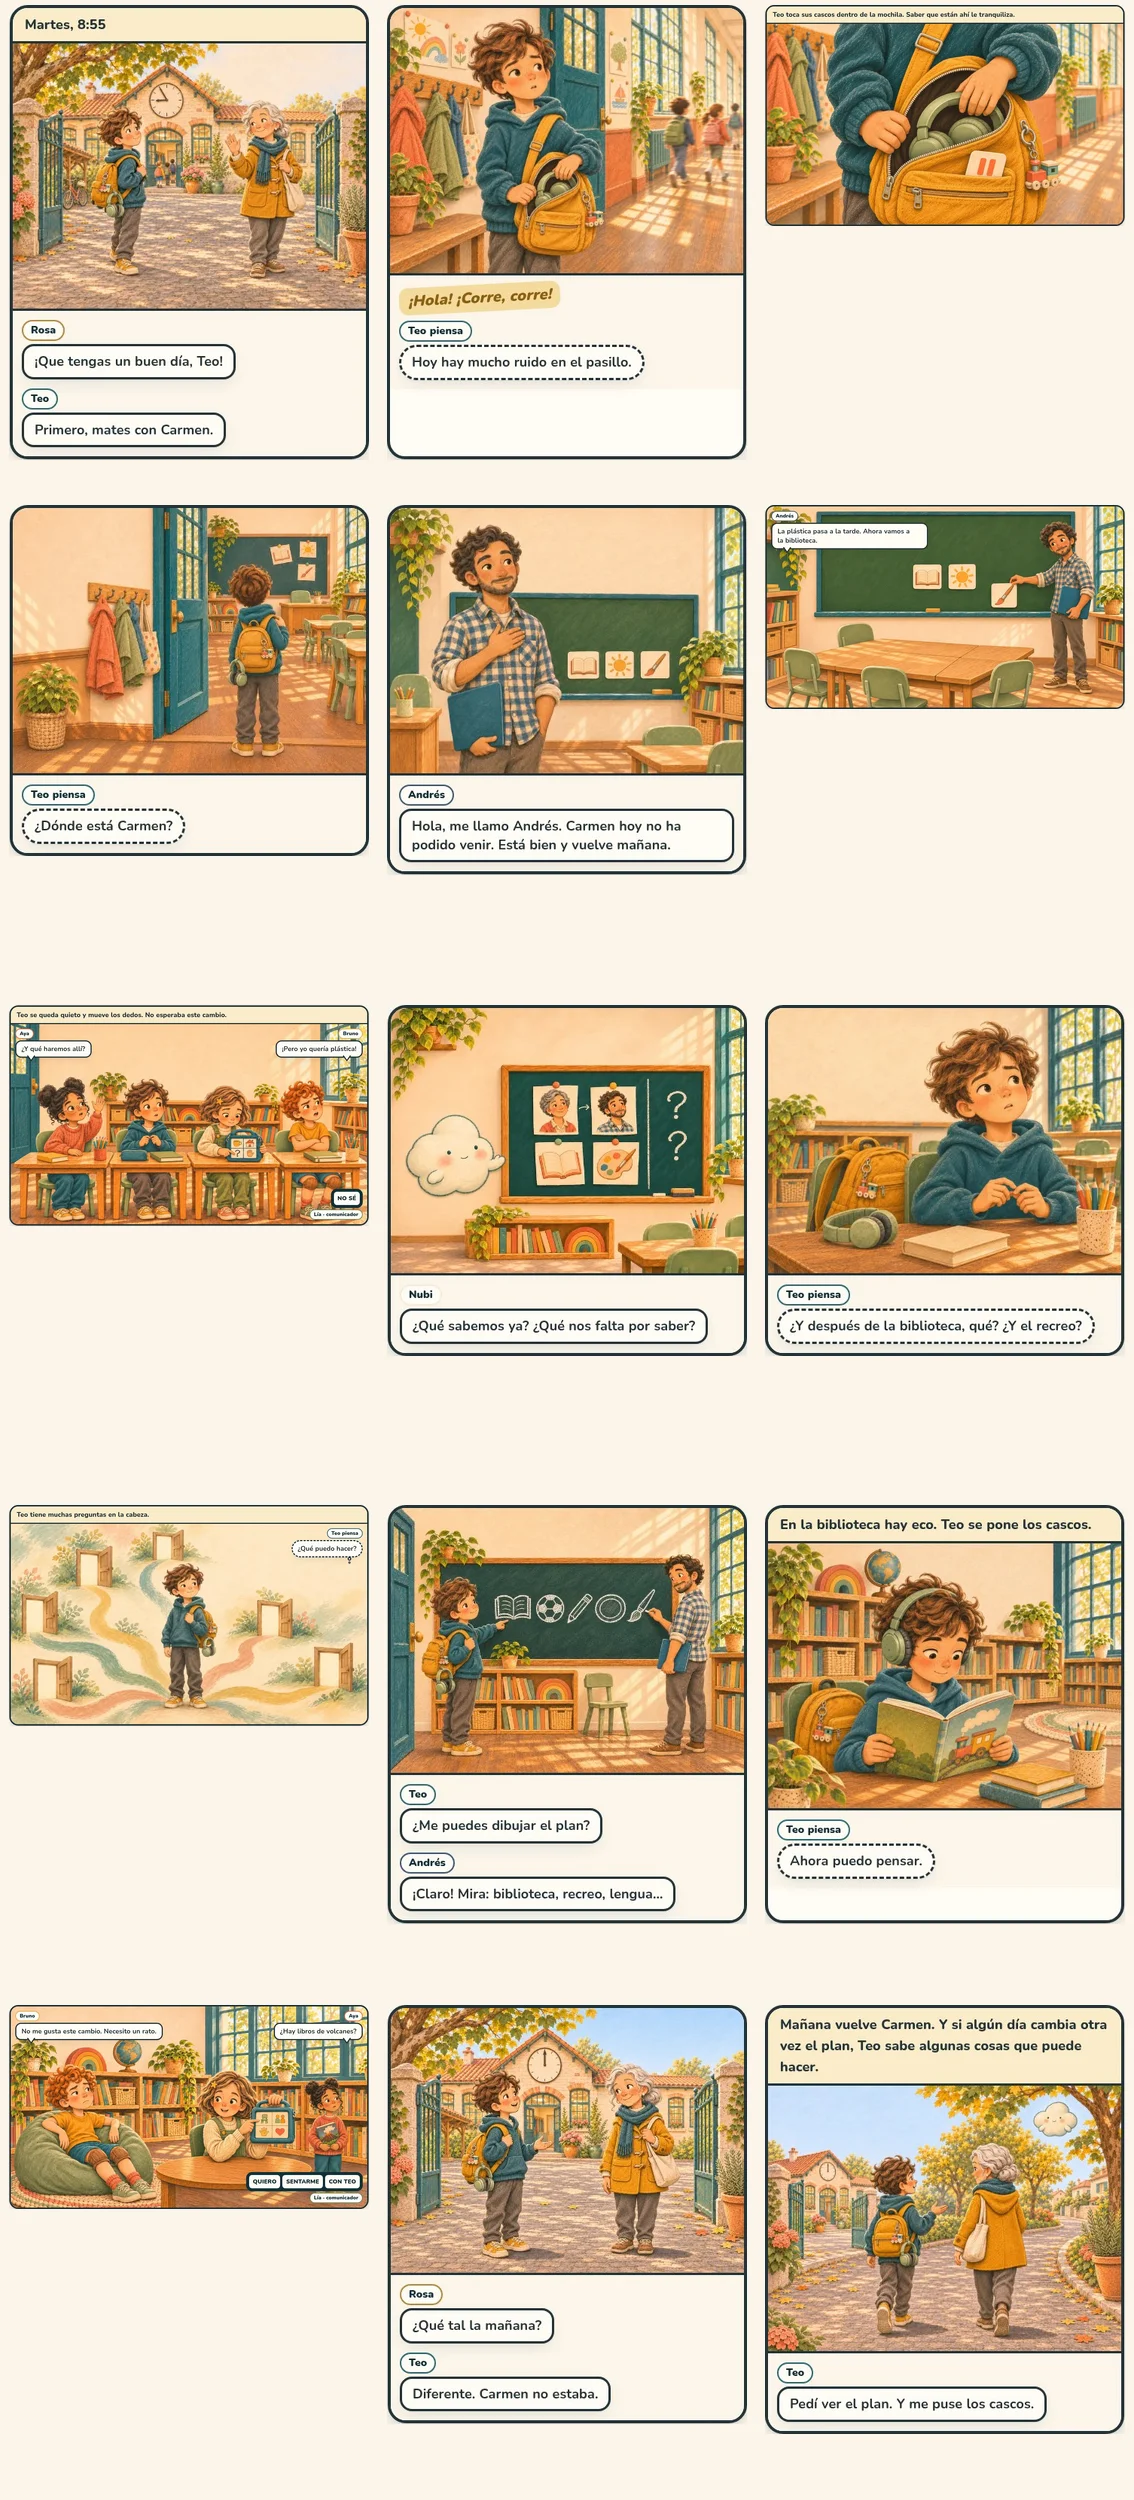 Martes, 8:55
Rosa
¡Que tengas un buen día, Teo!
Teo
Primero, mates con Carmen.
¡Hola! ¡Corre, corre!
Teo piensa
Hoy hay mucho ruido en el pasillo.
Teo toca sus cascos dentro de la mochila. Saber que están ahí le tranquiliza.
Teo piensa
¿Dónde está Carmen?
Andrés
Hola, me llamo Andrés. Carmen hoy no ha
podido venir. Está bien y vuelve mañana.
Andrés
La plástica pasa a la tarde. Ahora vamos a
la biblioteca.
Teo se queda quieto y mueve los dedos. No esperaba este cambio.
Aya
¿Y qué haremos allí?
Bruno
¡Pero yo quería plástica!
NO SÉ
Lía · comunicador
?
?
Nubi
¿Qué sabemos ya? ¿Qué nos falta por saber?
Teo piensa
¿Y después de la biblioteca, qué? ¿Y el recreo?
Teo tiene muchas preguntas en la cabeza.
Teo piensa
¿Qué puedo hacer?
Teo
¿Me puedes dibujar el plan?
Andrés
¡Claro! Mira: biblioteca, recreo, lengua...
En la biblioteca hay eco. Teo se pone los cascos.
Teo piensa
Ahora puedo pensar.
Bruno
No me gusta este cambio. Necesito un rato.
Aya
¿Hay libros de volcanes?
QUIERO SENTARME CON TEO
Lía · comunicador
Rosa
¿Qué tal la mañana?
Teo
Diferente. Carmen no estaba.
Mañana vuelve Carmen. Y si algún día cambia otra
vez el plan, Teo sabe algunas cosas que puede
hacer.
Teo
Pedí ver el plan. Y me puse los cascos.